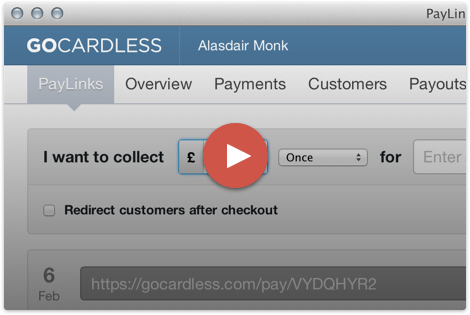 PayLin
GOCARDLESS Alasdair Monk
PayLinks Overview Payments Customers Payouts
I want to collect £ Once for Enter
Redirect customers after checkout
6
Feb
https://gocardless.com/pay/VYDQHYR2